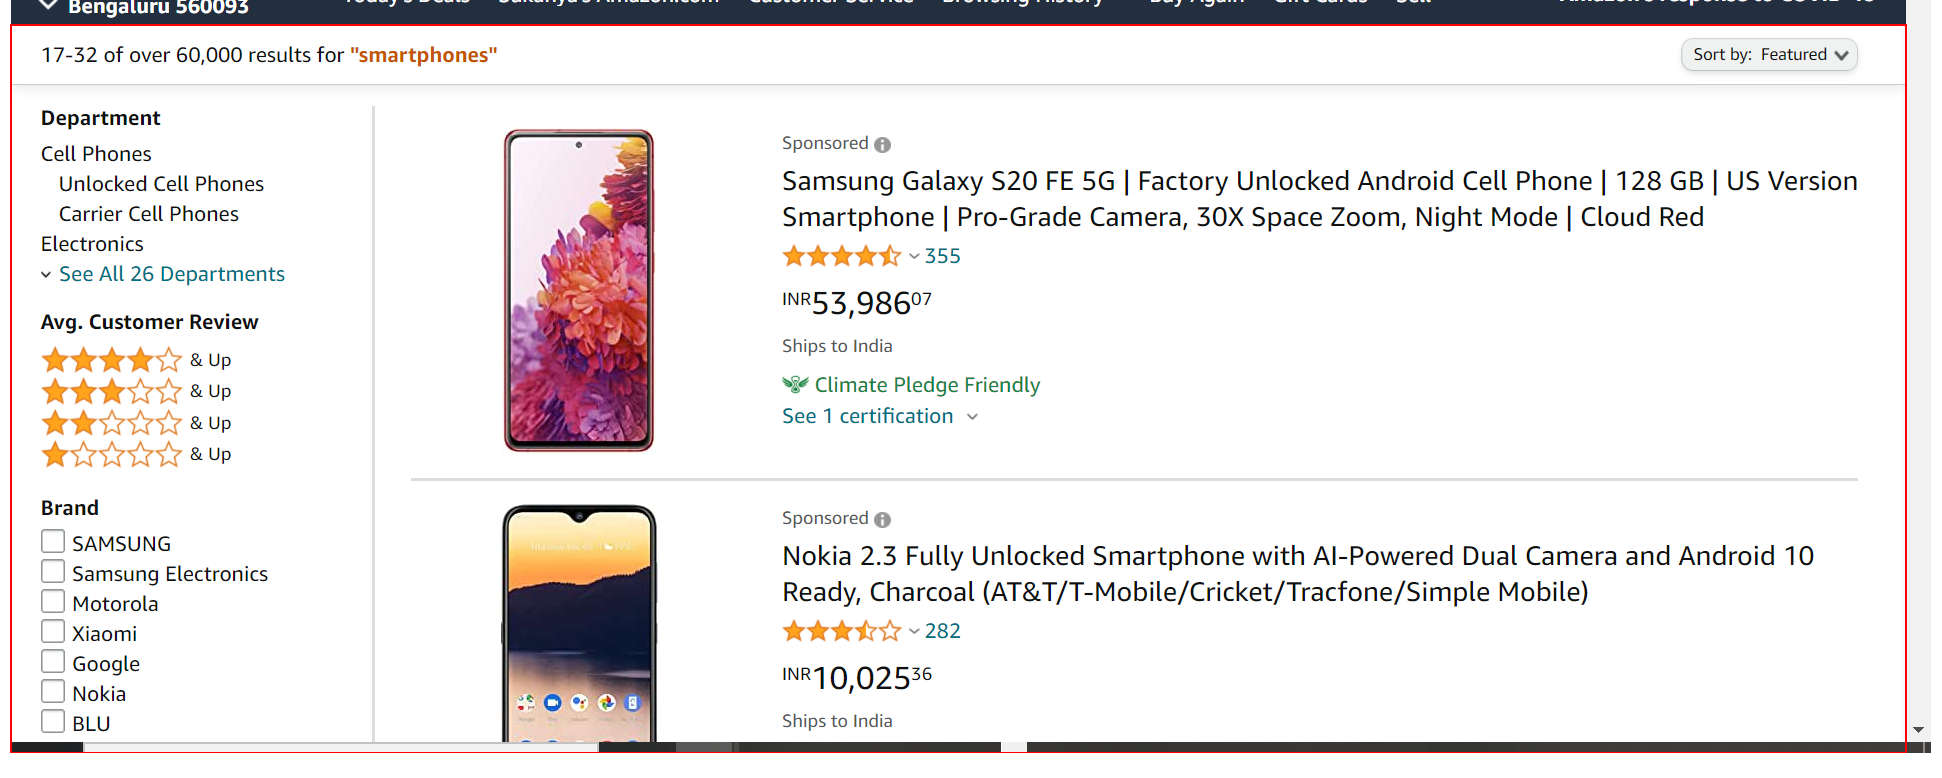 Bengaluru 560093
17-32 of over 60,000 results for "smartphones"
Sort by: Featured
Department
Cell Phones
Unlocked Cell Phones
Carrier Cell Phones
Electronics
See All 26 Departments
Avg. Customer Review
& Up
& Up
& Up
& Up
Brand
SAMSUNG
Samsung Electronics
Motorola
Xiaomi
Google
Nokia
BLU
Sponsored
Samsung Galaxy S20 FE 5G | Factory Unlocked Android Cell Phone | 128 GB | US Version
Smartphone | Pro-Grade Camera, 30X Space Zoom, Night Mode | Cloud Red
355
INR53,98607
Ships to India
Climate Pledge Friendly
See 1 certification
Sponsored
Nokia 2.3 Fully Unlocked Smartphone with AI-Powered Dual Camera and Android 10
Ready, Charcoal (AT&T/T-Mobile/Cricket/Tracfone/Simple Mobile)
282
INR10,02536
Ships to India